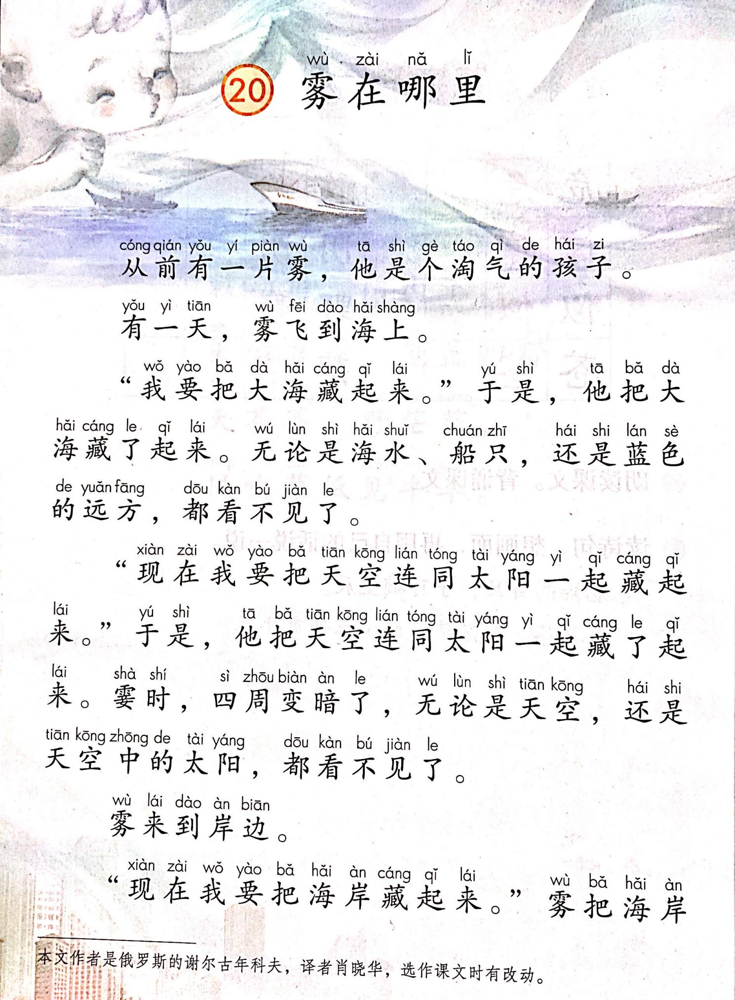 wù zài nǎ lǐ
20 雾在哪里
cóng qián yǒu yí piàn wù tā shì gè táo qì de hái zi
从前有一片雾，他是个淘气的孩子。
yǒu yì tiān wù fēi dào hǎi shàng
有一天，雾飞到海上。
wǒ yào bǎ dà hǎi cáng qǐ lái yú shì tā bǎ dà
“我要把大海藏起来。”于是，他把大
hǎi cáng le qǐ lái wú lùn shì hǎi shuǐ chuán zhī hái shi lán sè
海藏了起来。无论是海水、船只，还是蓝色
de yuǎn fāng dōu kàn bú jiàn le
的远方，都看不见了。
xiàn zài wǒ yào bǎ tiān kōng lián tóng tài yáng yì qǐ cáng qǐ
“现在我要把天空连同太阳一起藏起
lái yú shì tā bǎ tiān kōng lián tóng tài yáng yì qǐ cáng le qǐ
来。”于是，他把天空连同太阳一起藏了起
lái shà shí sì zhōu biàn àn le wú lùn shì tiān kōng hái shi
来。霎时，四周变暗了，无论是天空，还是
tiān kōng zhōng de tài yáng dōu kàn bú jiàn le
天空中的太阳，都看不见了。
wù lái dào àn biān
雾来到岸边。
xiàn zài wǒ yào bǎ hǎi àn cáng qǐ lái wù bǎ hǎi àn
“现在我要把海岸藏起来。”雾把海岸
本文作者是俄罗斯的谢尔古年科夫，译者肖晓华，选作课文时有改动。